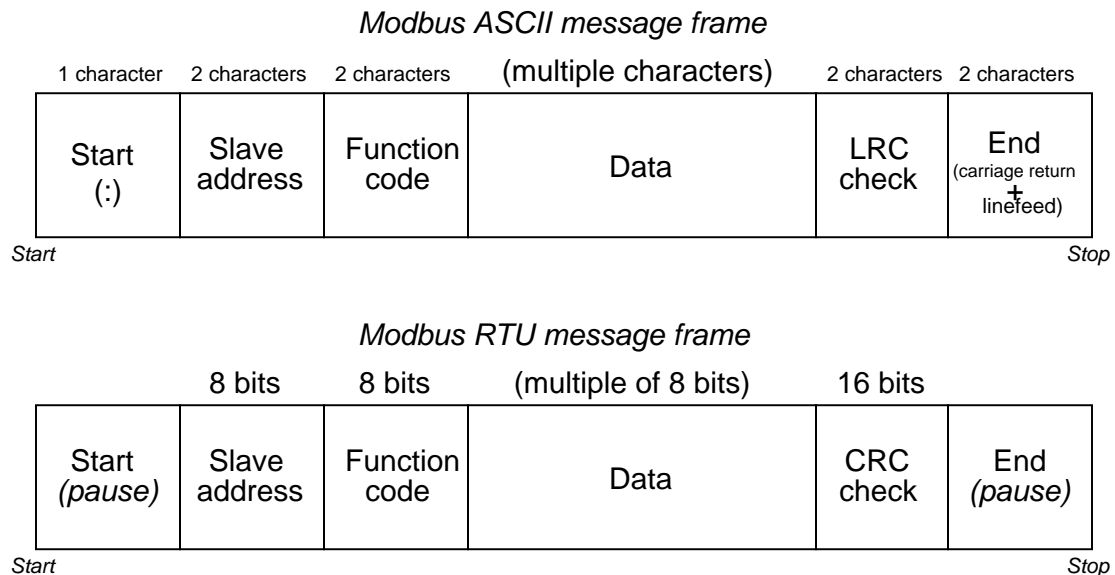 Modbus ASCII message frame
1 character 2 characters 2 characters (multiple characters) 2 characters 2 characters
Start
(:)
Slave
address
Function
code
Data
LRC
check
End
(carriage return
+
linefeed)
Start Stop
Modbus RTU message frame
8 bits 8 bits (multiple of 8 bits) 16 bits
Start
(pause)
Slave
address
Function
code
Data
CRC
check
End
(pause)
Start Stop